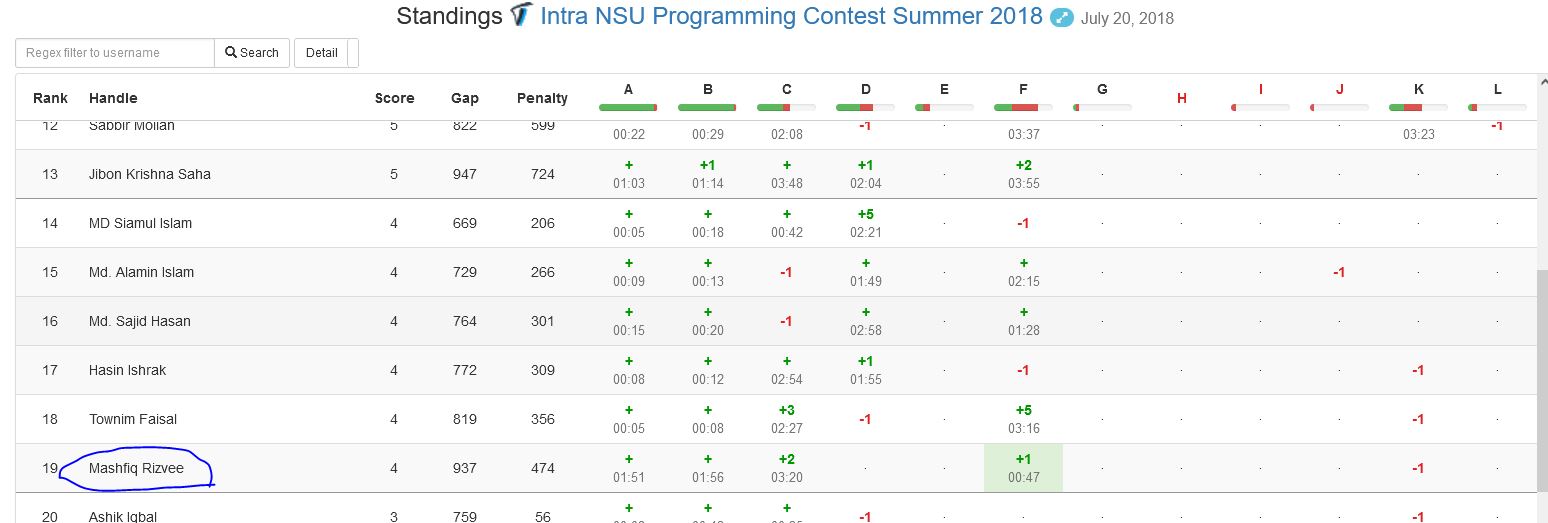 Standings Intra NSU Programming Contest Summer 2018 July 20, 2018
Regex filter to username Search Detail
Rank Handle Score Gap Penalty A B C D E F G H I J K L
12 Sabbir Mollah 5 822 599 00:22 00:29 02:08 -1 . 03:37 . . . . 03:23 -1
13 Jibon Krishna Saha 5 947 724 + +1 + +1 . +2 . . . . . .
01:03 01:14 03:48 02:04 03:55
14 MD Siamul Islam 4 669 206 + + + +5 . -1 . . . . . .
00:05 00:18 00:42 02:21
15 Md. Alamin Islam 4 729 266 + + -1 + . + . . . -1 . .
00:09 00:13 01:49 02:15
16 Md. Sajid Hasan 4 764 301 + + -1 + . + . . . . . .
00:15 00:20 02:58 01:28
17 Hasin Ishrak 4 772 309 + + + +1 . -1 . . . . -1 .
00:08 00:12 02:54 01:55
18 Townim Faisal 4 819 356 + + +3 -1 . +5 . . . . -1 .
00:05 00:08 02:27 03:16
19 Mashfiq Rizvee 4 937 474 + + +2 . . +1 . . . . -1 .
01:51 01:56 03:20 00:47
20 Ashik Iqbal 3 759 56 + + + -1 . . . . . . -1 .